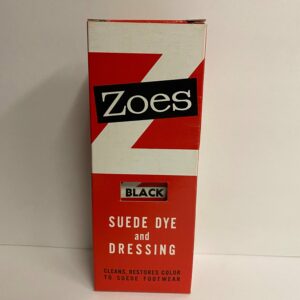 Zoes
BLACK
SUEDE DYE
and
DRESSING
CLEANS, RESTORES COLOR
TO SUEDE FOOTWEAR